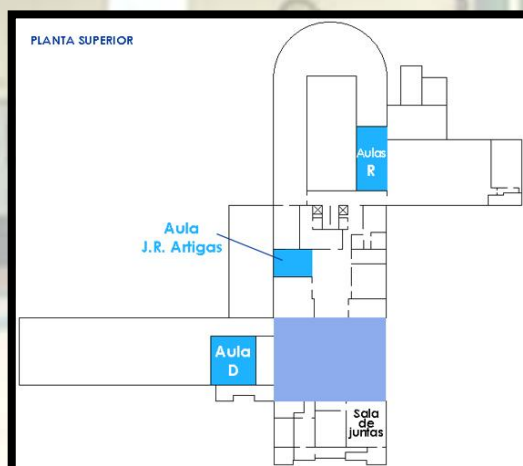 PLANTA SUPERIOR
Aulas
R
Aula
J.R. Artigas
Aula
D
Sala
de
juntas